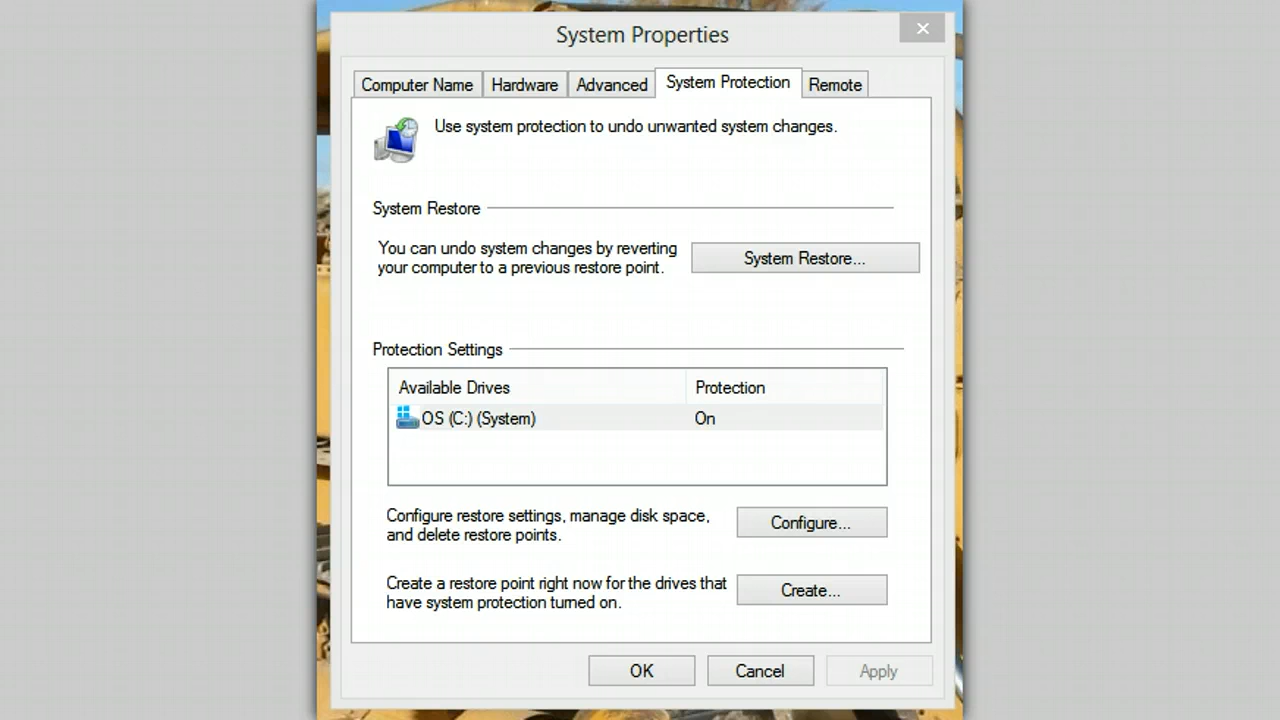 System Properties
Computer Name Hardware Advanced System Protection Remote
Use system protection to undo unwanted system changes.
System Restore
You can undo system changes by reverting
your computer to a previous restore point.
System Restore...
Protection Settings
Available Drives Protection
OS (C:) (System) On
Configure restore settings, manage disk space,
and delete restore points.
Configure...
Create a restore point right now for the drives that
have system protection turned on.
Create...
OK Cancel Apply